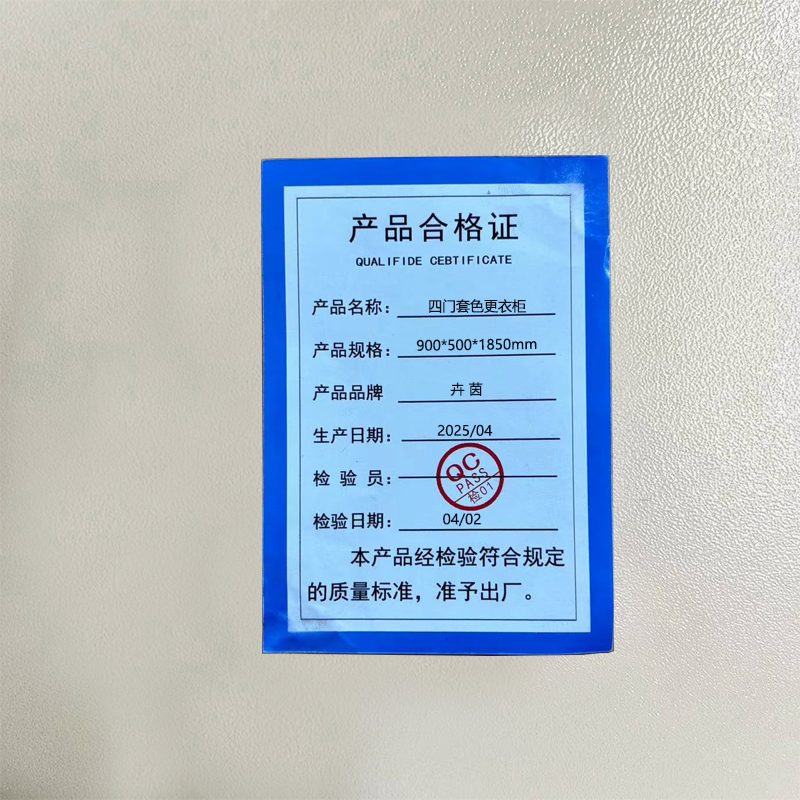 产品合格证
QUALIFIDE CEBTIFICATE
产品名称： 四门套色更衣柜
产品规格： 900*500*1850mm
产品品牌 卉茵
生产日期： 2025/04
检验员： QC PASS 检01
检验日期： 04/02
本产品经检验符合规定
的质量标准，准予出厂。